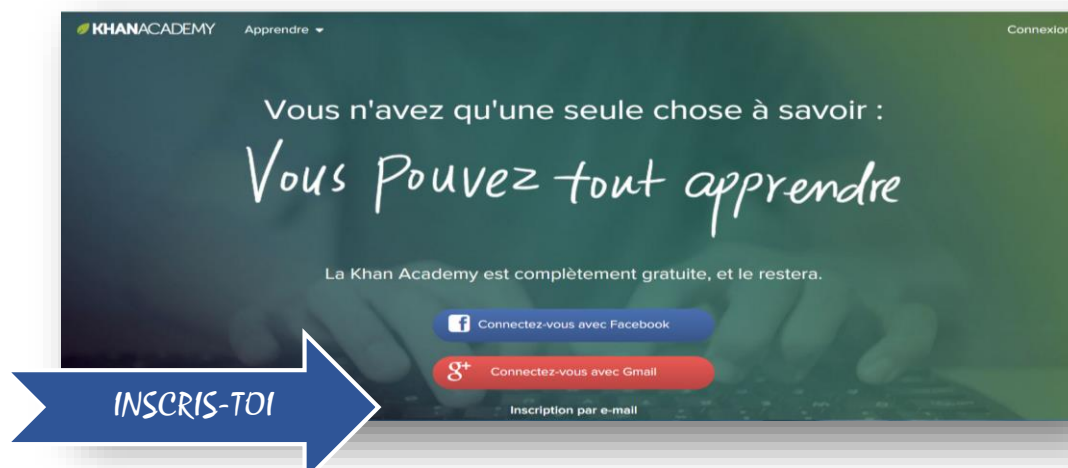 KHANACADEMY Apprendre Connexion
Vous n'avez qu'une seule chose à savoir :
Vous pouvez tout apprendre
La Khan Academy est complètement gratuite, et le restera.
f Connectez-vous avec Facebook
g+ Connectez-vous avec Gmail
INSCRIS-TOI
Inscription par e-mail